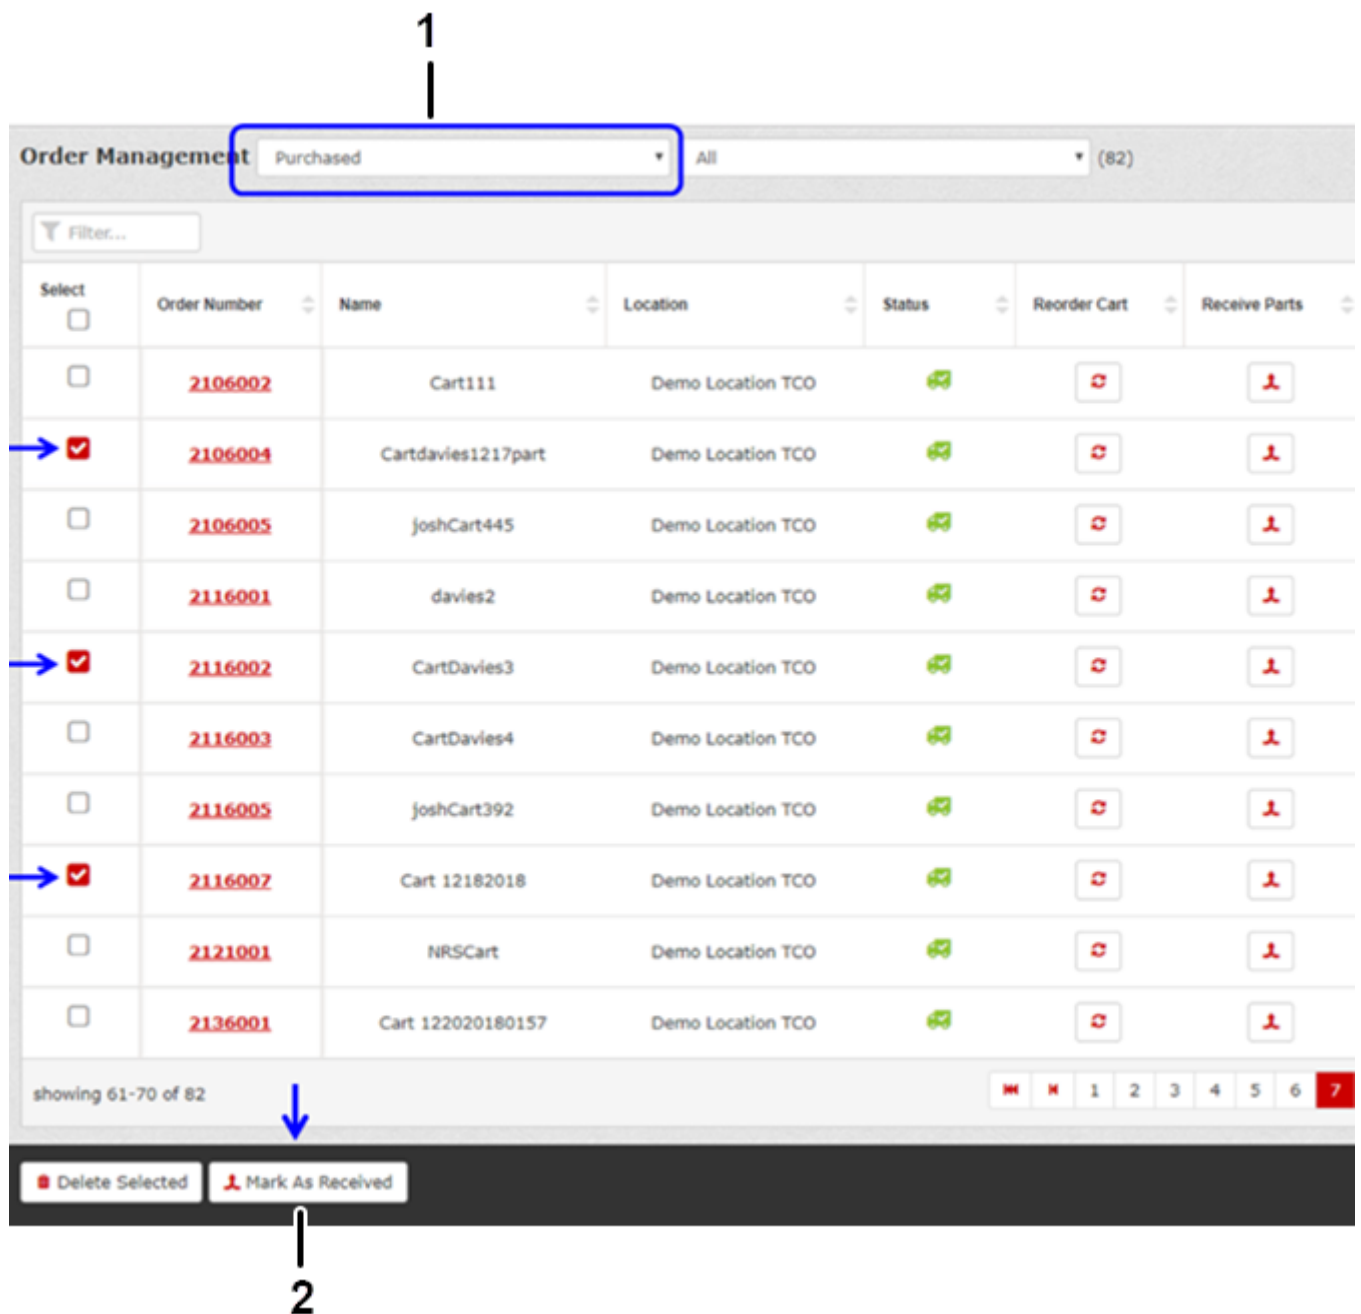 1
Order Management Purchased All (82)
Filter...
Select Order Number Name Location Status Reorder Cart Receive Parts
2106002 Cart111 Demo Location TCO
2106004 Cartdavies1217part Demo Location TCO
2106005 joshCart445 Demo Location TCO
2116001 davies2 Demo Location TCO
2116002 CartDavies3 Demo Location TCO
2116003 CartDavies4 Demo Location TCO
2116005 joshCart392 Demo Location TCO
2116007 Cart 12182018 Demo Location TCO
2121001 NRSCart Demo Location TCO
2136001 Cart 122020180157 Demo Location TCO
showing 61-70 of 82 1 2 3 4 5 6 7
Delete Selected Mark As Received
2